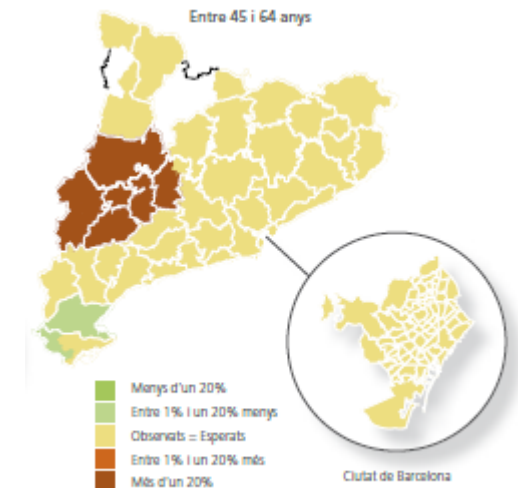 Entre 45 i 64 anys
Menys d'un 20%
Entre 1% i un 20% menys
Observats = Esperats
Entre 1% i un 20% més
Més d'un 20%
Ciutat de Barcelona